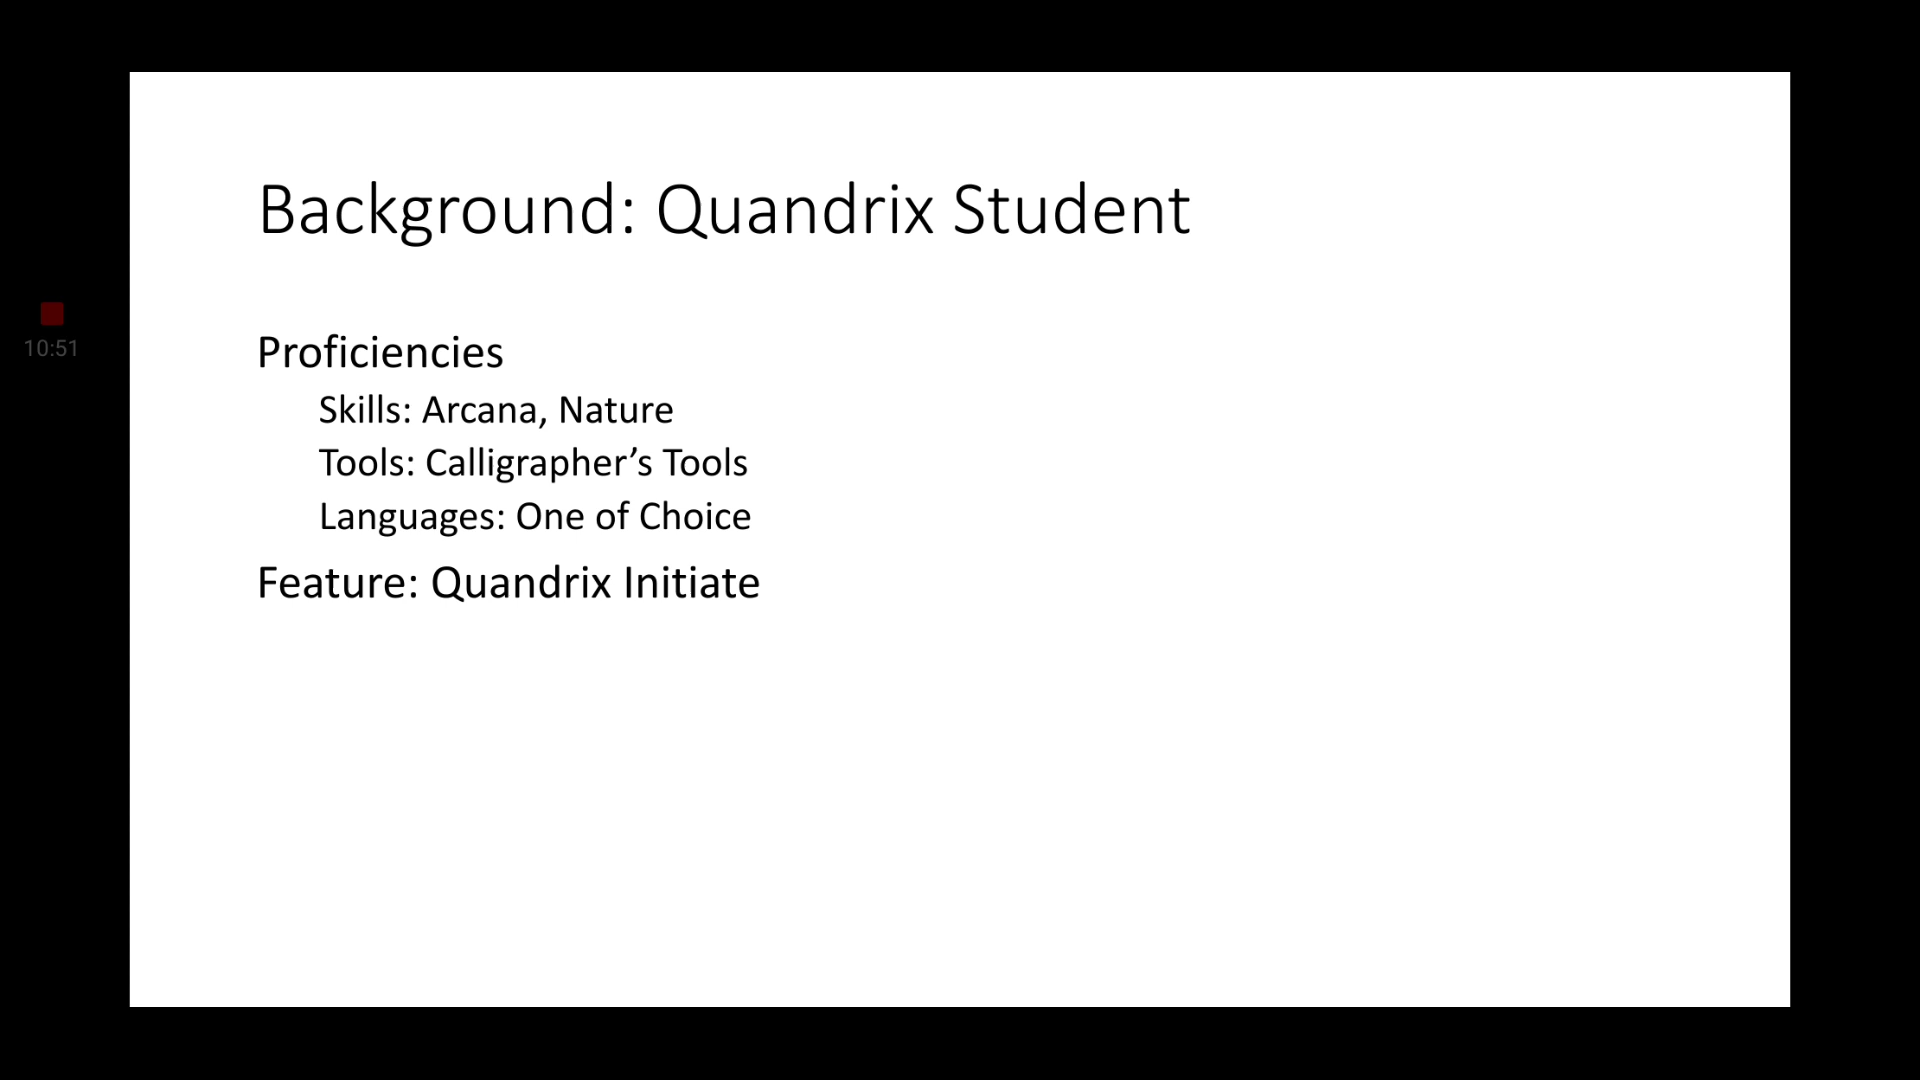 Background: Quandrix Student
10:51
Proficiencies
Skills: Arcana, Nature
Tools: Calligrapher’s Tools
Languages: One of Choice
Feature: Quandrix Initiate